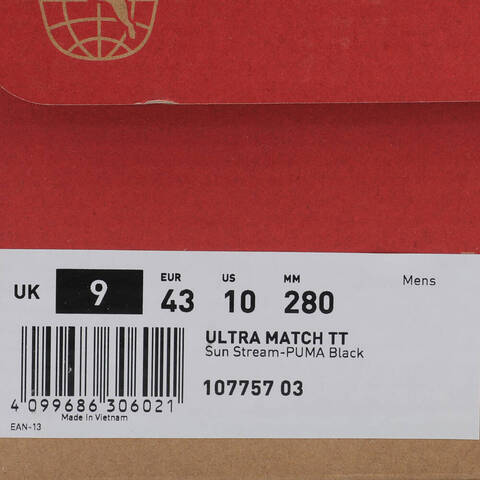 UK 9 EUR 43 US 10 MM 280 Mens
ULTRA MATCH TT
Sun Stream-PUMA Black
107757 03
4 099686 306021
Made in Vietnam
EAN-13